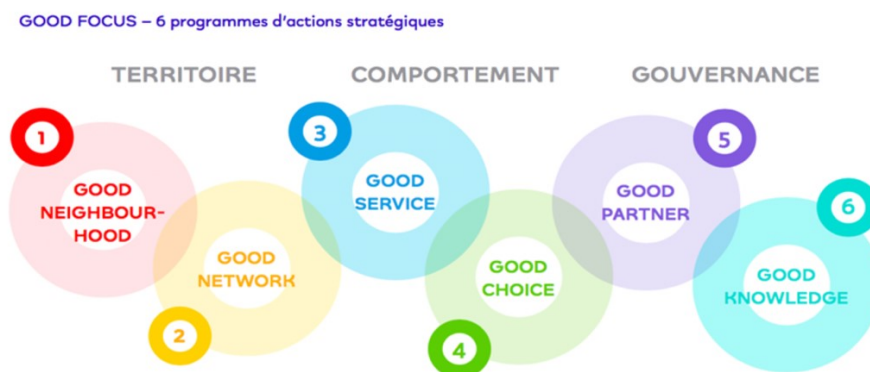 GOOD FOCUS – 6 programmes d'actions stratégiques
TERRITOIRE
COMPORTEMENT
GOUVERNANCE
1
GOOD
NEIGHBOUR-
HOOD
2
GOOD
NETWORK
3
GOOD
SERVICE
4
GOOD
CHOICE
5
GOOD
PARTNER
6
GOOD
KNOWLEDGE